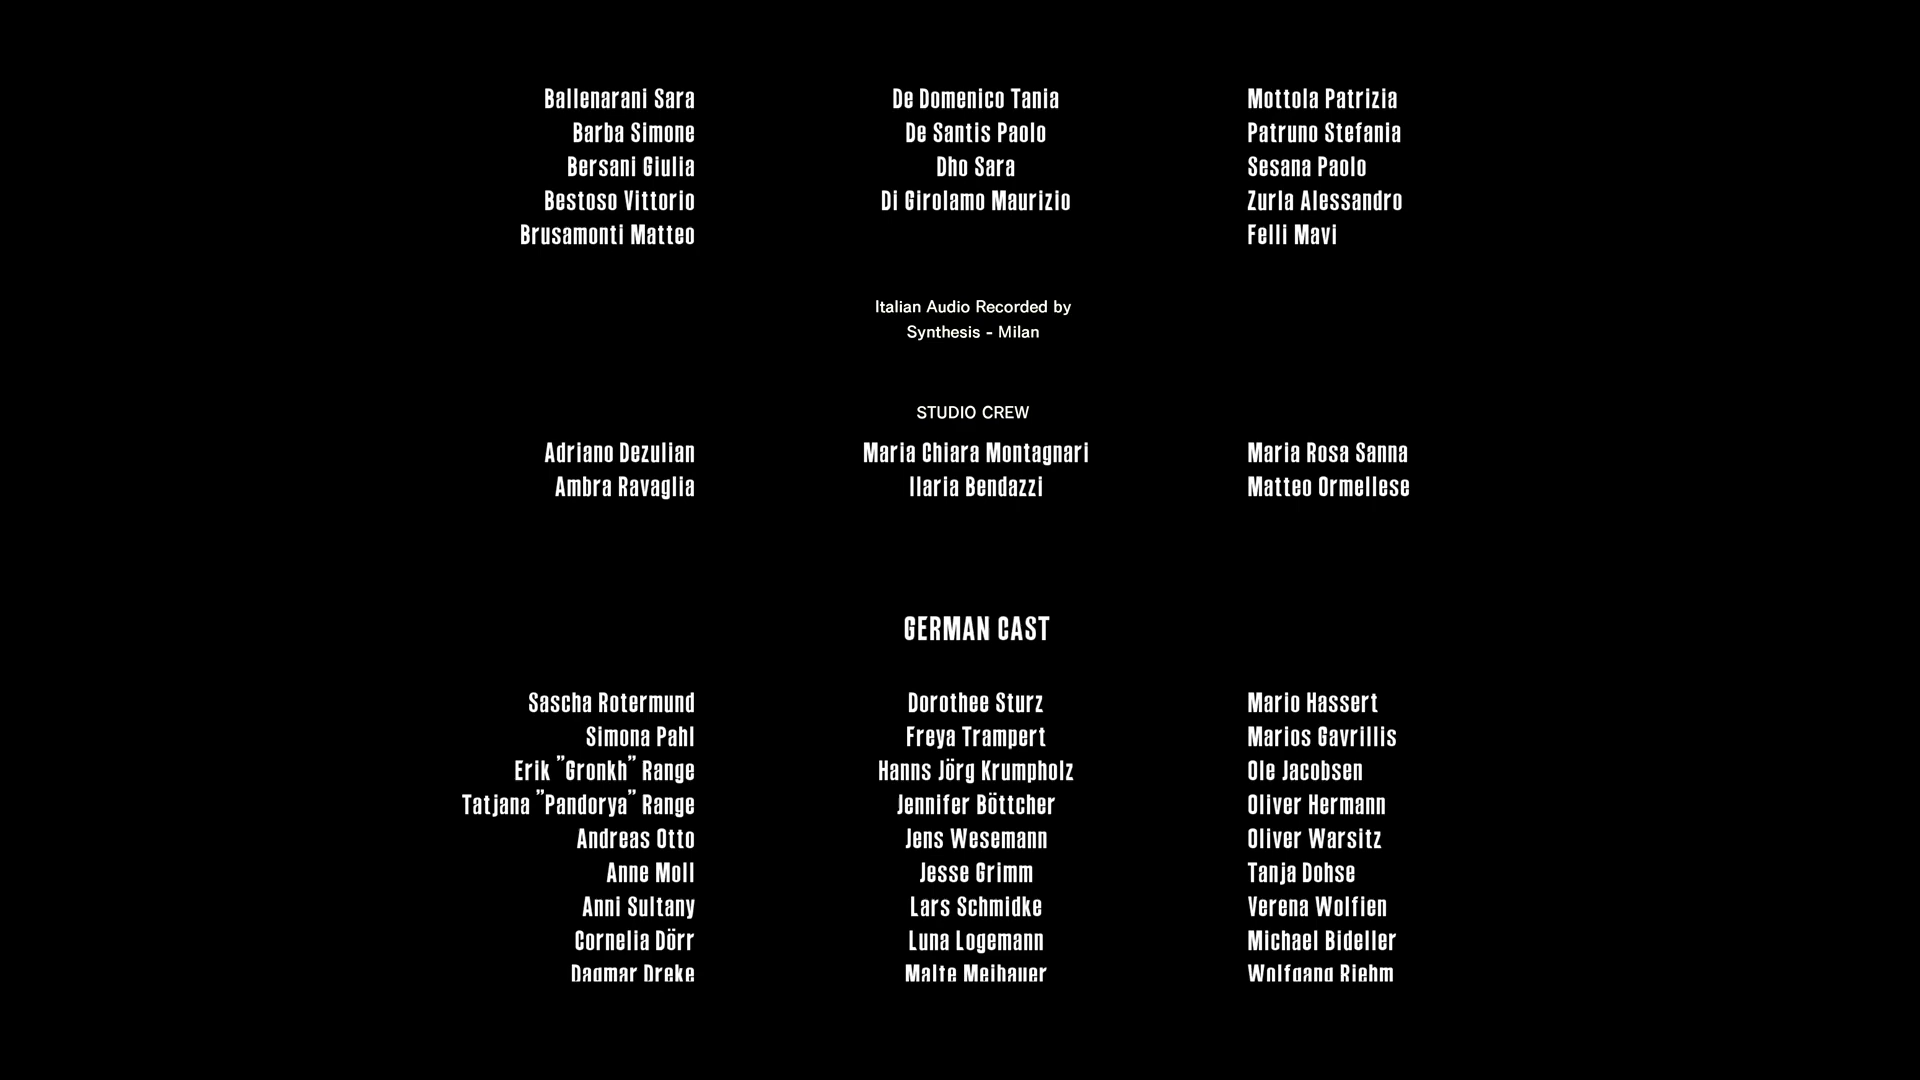 Ballenarani Sara De Domenico Tania Mottola Patrizia
Barba Simone De Santis Paolo Patruno Stefania
Bersani Giulia Dho Sara Sesana Paolo
Bestoso Vittorio Di Girolamo Maurizio Zurla Alessandro
Brusamonti Matteo Felli Mavi
Italian Audio Recorded by
Synthesis - Milan
STUDIO CREW
Adriano Dezulian Maria Chiara Montagnari Maria Rosa Sanna
Ambra Ravaglia Ilaria Bendazzi Matteo Ormellese
GERMAN CAST
Sascha Rotermund Dorothee Sturz Mario Hassert
Simona Pahl Freya Trampert Marios Gavrillis
Erik "Gronkh" Range Hanns Jörg Krumpholz Ole Jacobsen
Tatjana "Pandorya" Range Jennifer Böttcher Oliver Hermann
Andreas Otto Jens Wesemann Oliver Warsitz
Anne Moll Jesse Grimm Tanja Dohse
Anni Sultany Lars Schmidke Verena Wolfien
Cornelia Dörr Luna Logemann Michael Bideller
Dagmar Dreke Malte Meihauer Wolfgang Riehm